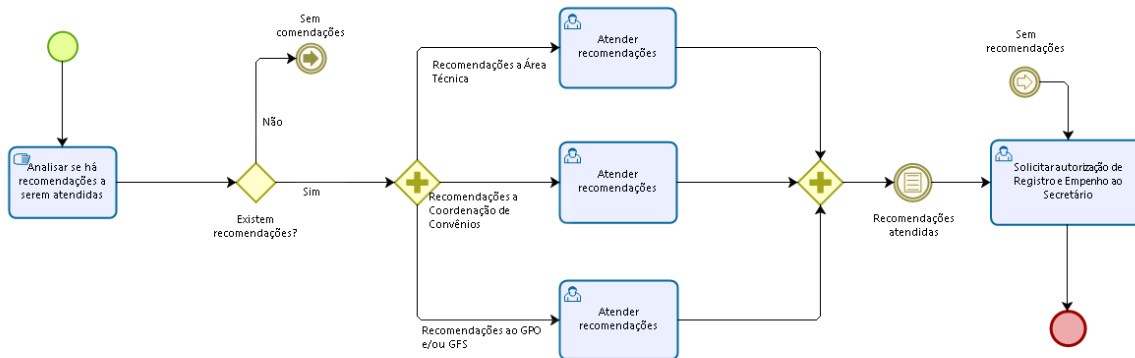 Sem
comendações
Analisar se há
recomendações a
serem atendidas
Não
Existem
recomendações?
Sim
Recomendações a Área
Técnica
Atender
recomendações
Recomendações a
Coordenação de
Convênios
Atender
recomendações
Recomendações ao GPO
e/ou GFS
Atender
recomendações
Recomendações
atendidas
Sem
recomendações
Solicitar autorização de
Registro e Empenho ao
Secretário